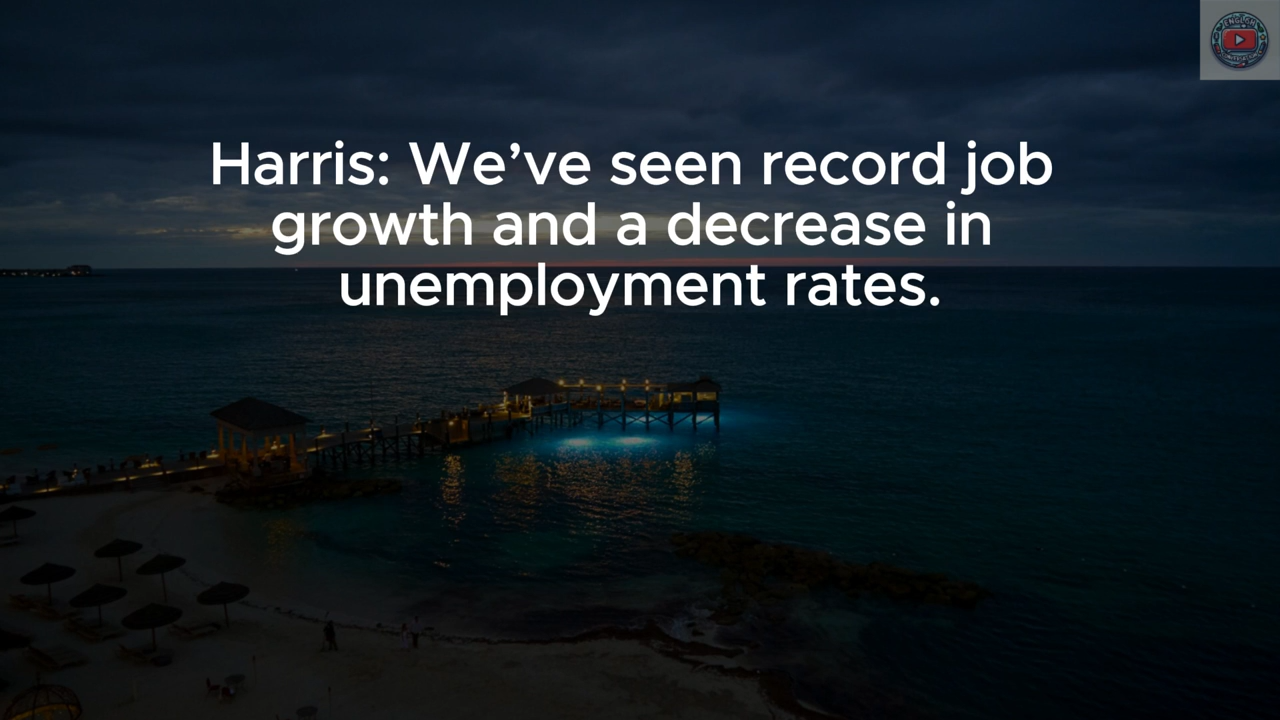 Harris: We’ve seen record job
growth and a decrease in
unemployment rates.